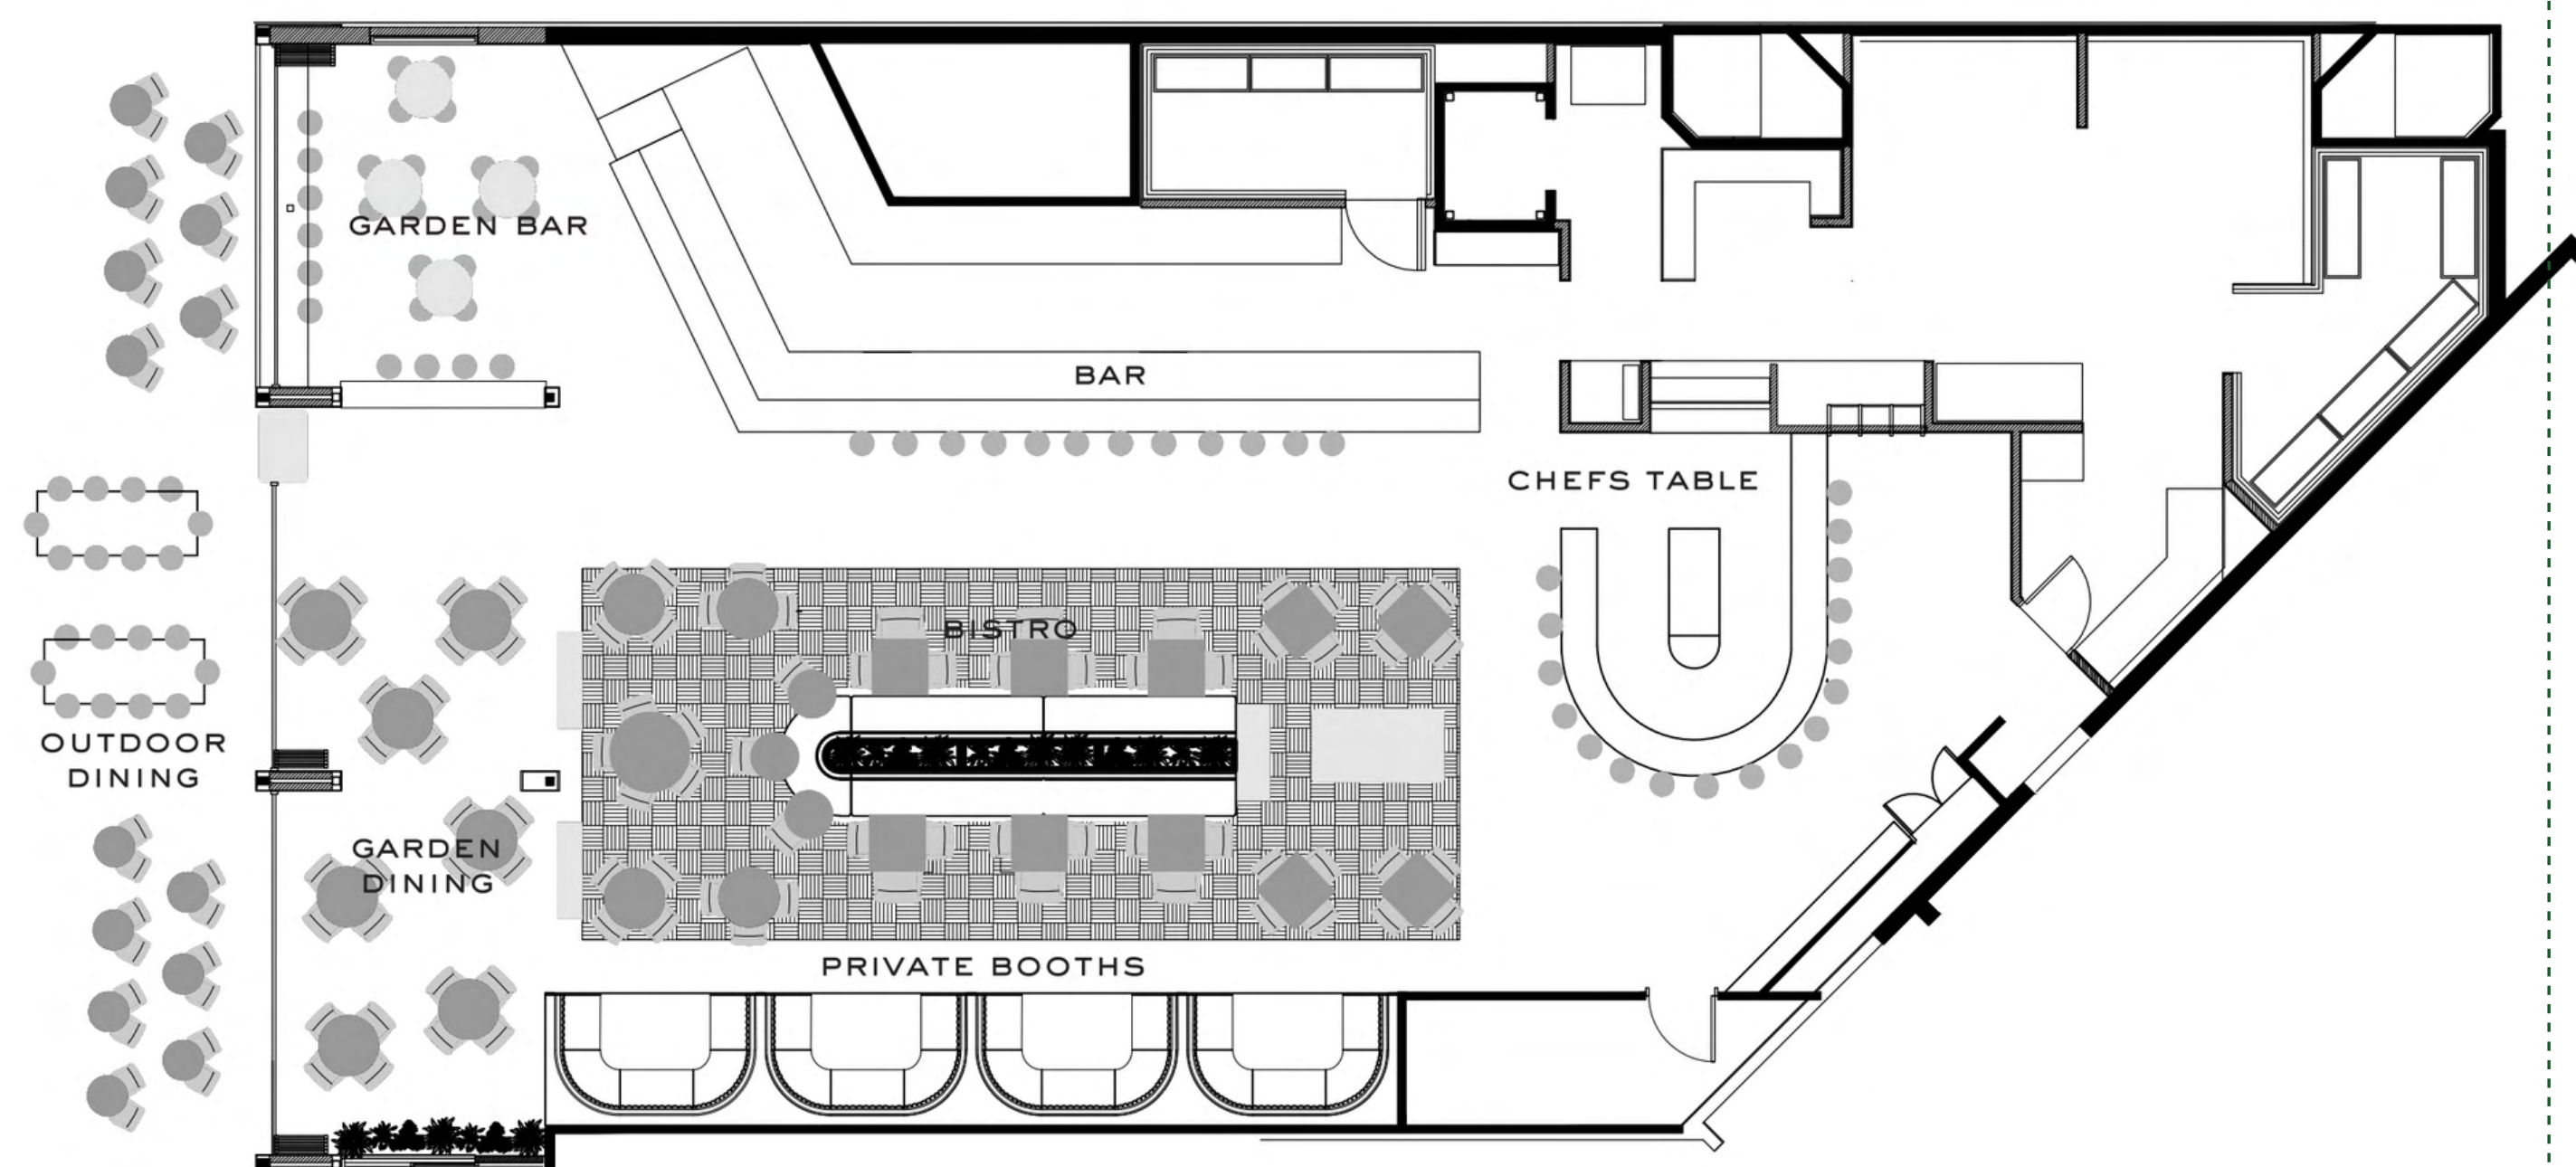 GARDEN BAR
BAR
CHEFS TABLE
BISTRO
OUTDOOR
DINING
GARDEN
DINING
PRIVATE BOOTHS